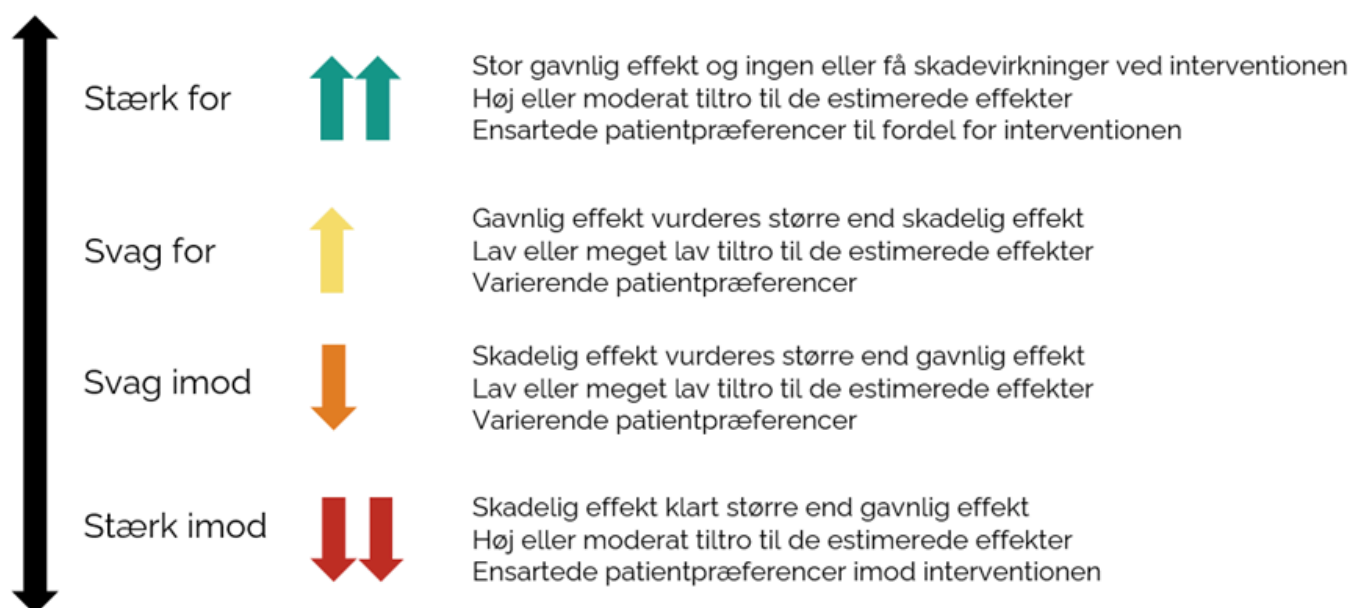 Stærk for
Stor gavnlig effekt og ingen eller få skadevirkninger ved interventionen
Høj eller moderat tiltro til de estimerede effekter
Ensartede patientpræferencer til fordel for interventionen
Svag for
Gavnlig effekt vurderes større end skadelig effekt
Lav eller meget lav tiltro til de estimerede effekter
Varierende patientpræferencer
Svag imod
Skadelig effekt vurderes større end gavnlig effekt
Lav eller meget lav tiltro til de estimerede effekter
Varierende patientpræferencer
Stærk imod
Skadelig effekt klart større end gavnlig effekt
Høj eller moderat tiltro til de estimerede effekter
Ensartede patientpræferencer imod interventionen